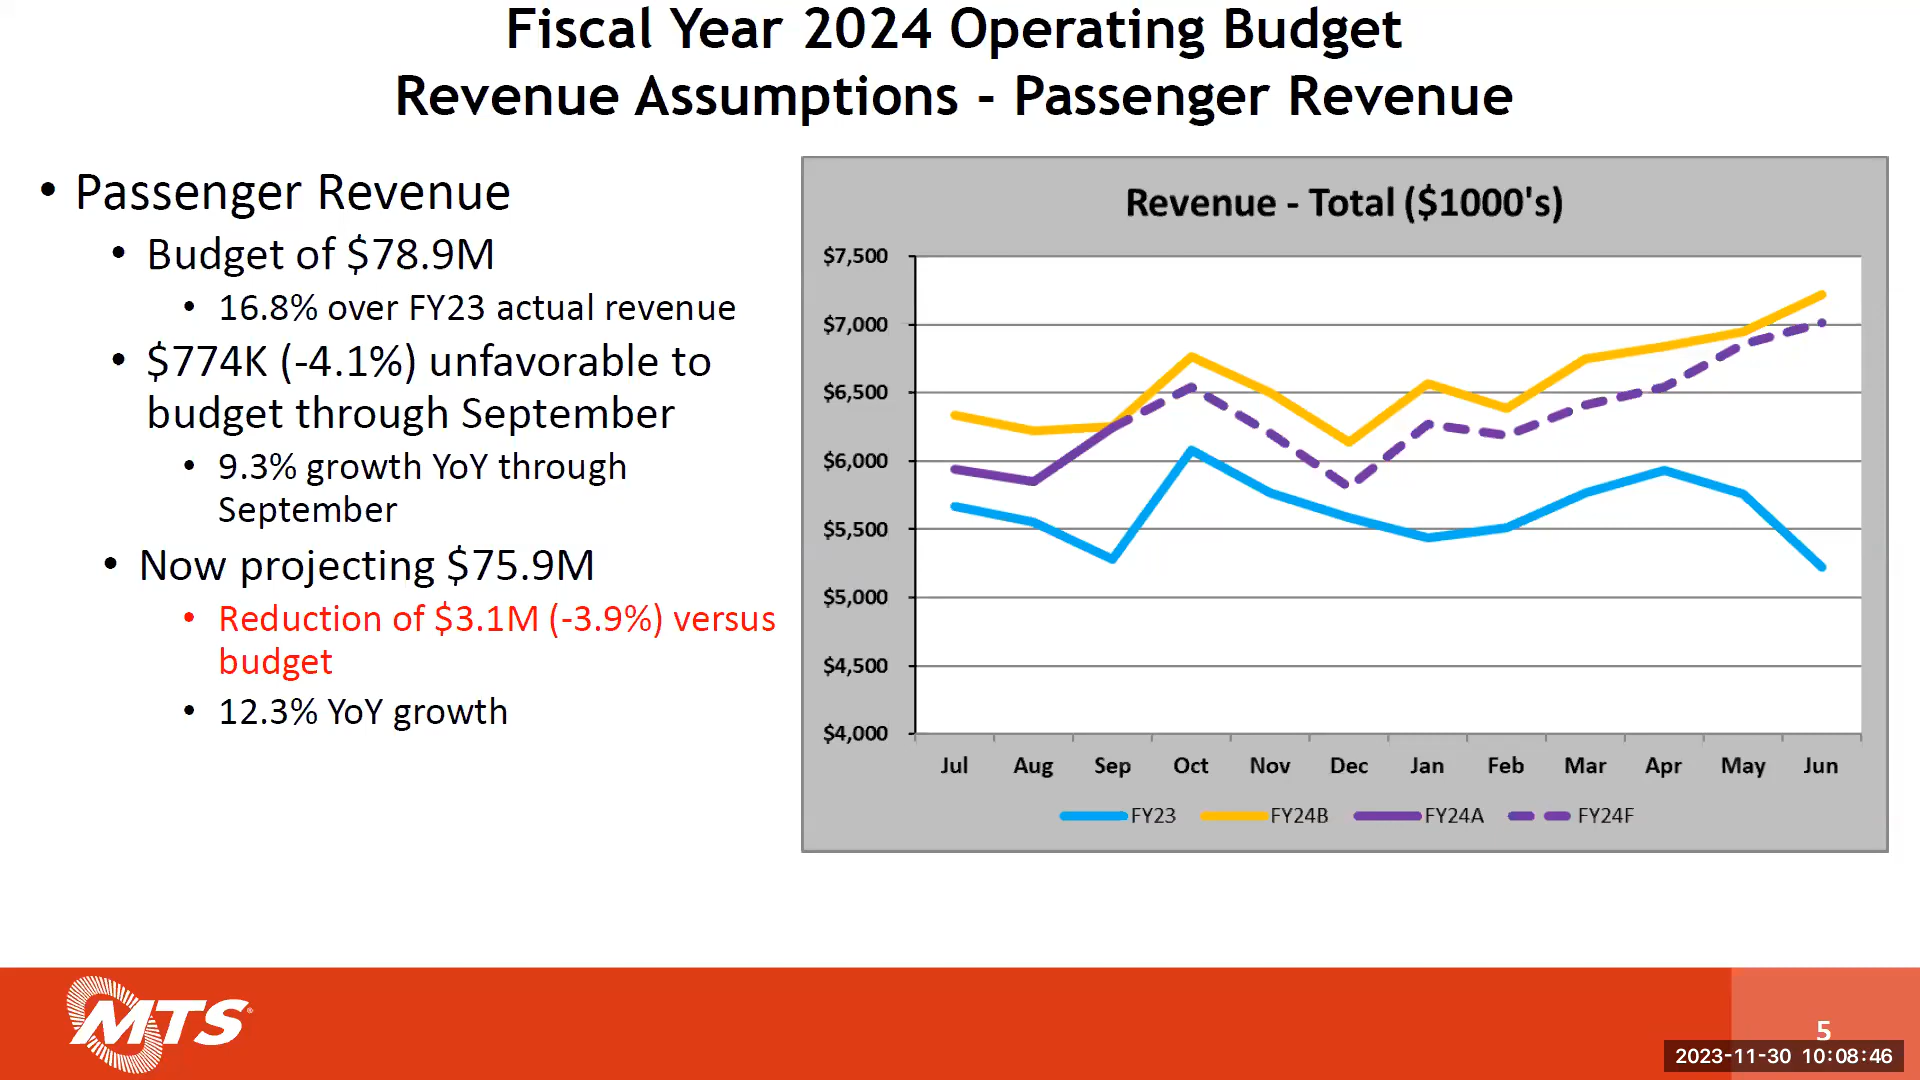 Fiscal Year 2024 Operating Budget
Revenue Assumptions - Passenger Revenue
• Passenger Revenue
• Budget of $78.9M
• 16.8% over FY23 actual revenue
• $774K (-4.1%) unfavorable to
budget through September
• 9.3% growth YoY through
September
• Now projecting $75.9M
• Reduction of $3.1M (-3.9%) versus
budget
• 12.3% YoY growth
Revenue - Total ($1000's)
$7,500
$7,000
$6,500
$6,000
$5,500
$5,000
$4,500
$4,000
Jul Aug Sep Oct Nov Dec Jan Feb Mar Apr May Jun
FY23 FY24B FY24A FY24F
MTS®
5
2023-11-30 10:08:46